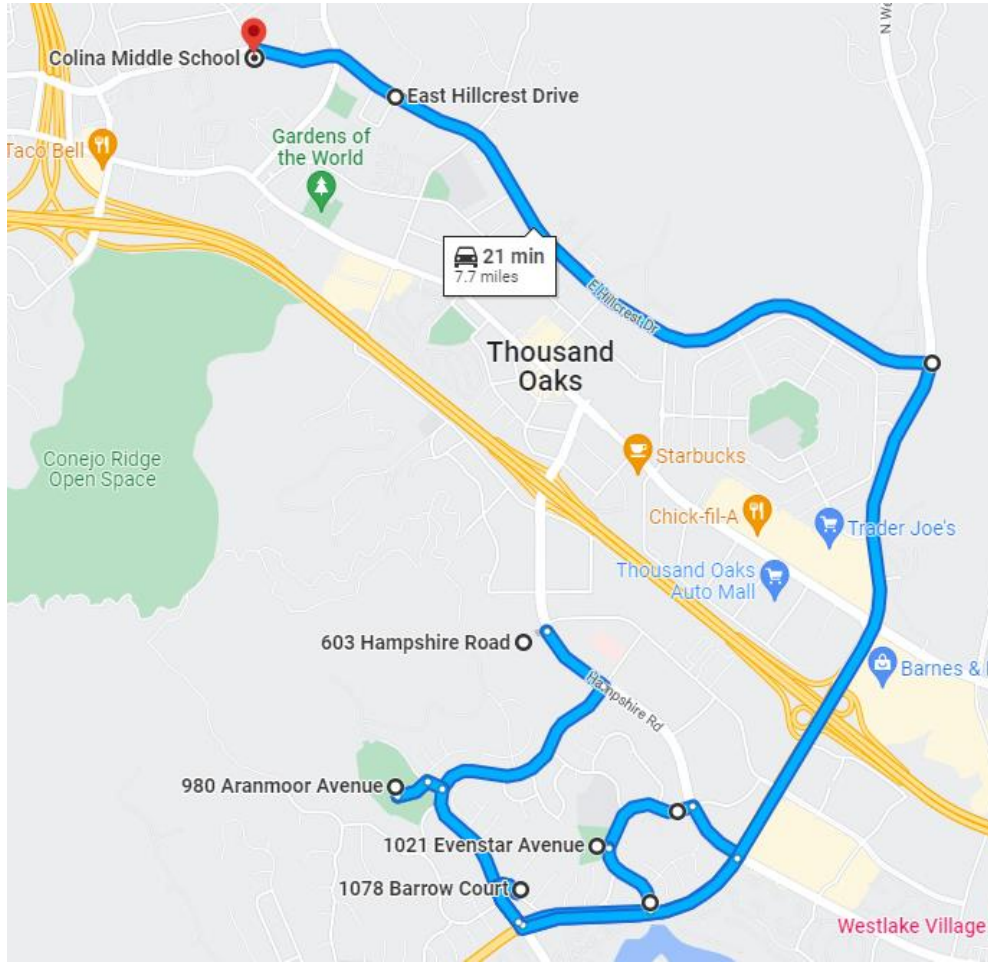 N We
Colina Middle School
East Hillcrest Drive
Taco Bell
Gardens of
the World
21 min
7.7 miles
E Hillcrest Dr
Thousand
Oaks
Conejo Ridge
Open Space
Starbucks
Chick-fil-A
Trader Joe's
Thousand Oaks
Auto Mall
603 Hampshire Road
Hampshire Rd
Barnes &
980 Aranmoor Avenue
1021 Evenstar Avenue
1078 Barrow Court
Westlake Village